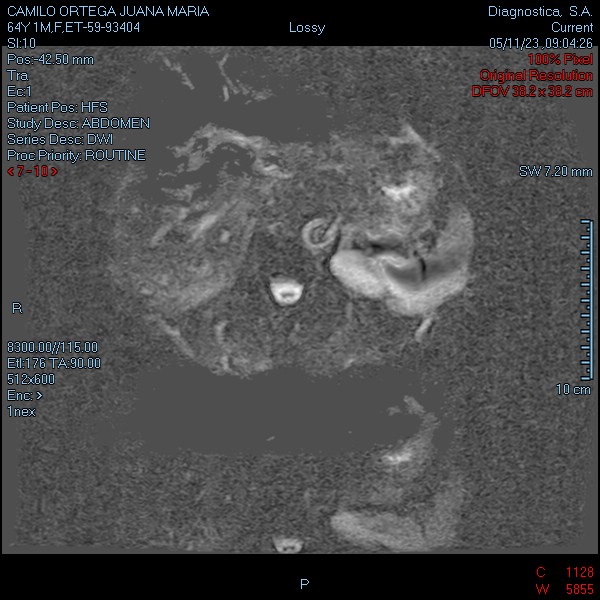 CAMILO ORTEGA JUANA MARIA
64Y 1M,F,ET-59-93404
Sl:10
Pos:-42.50 mm
Tra
Ec:1
Patient Pos: HFS
Study Desc: ABDOMEN
Series Desc: DWI
Proc Priority: ROUTINE
< 7 - 10 >
Lossy
Diagnostica, S.A.
Current
05/11/23 ,09:04:26
100% Pixel
Original Resolution
DFOV 38.2 x 38.2 cm
SW 7.20 mm
R
8300.00//115.00
Etl:176 TA:90.00
512x600
Enc: >
1nex
10 cm
P
C 1128
W 5855